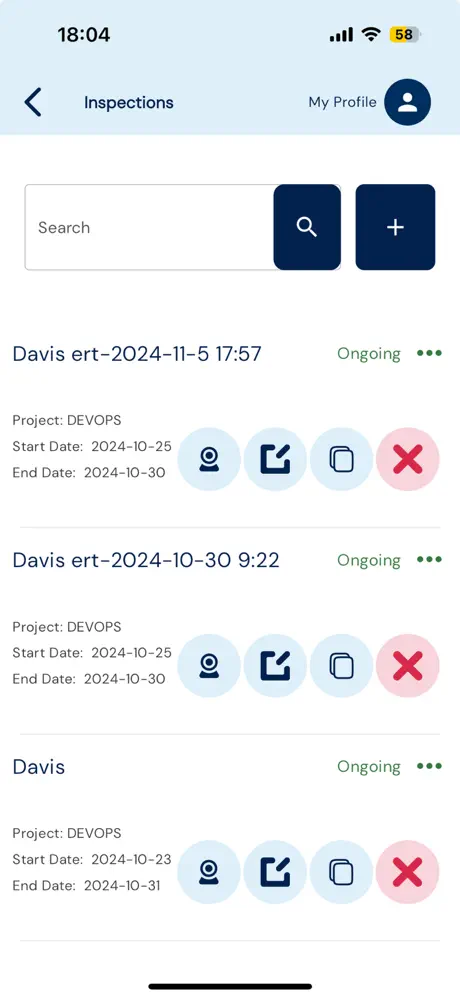 18:04
58
Inspections
My Profile
Search
Davis ert-2024-11-5 17:57
Ongoing
Project: DEVOPS
Start Date: 2024-10-25
End Date: 2024-10-30
Davis ert-2024-10-30 9:22
Ongoing
Project: DEVOPS
Start Date: 2024-10-25
End Date: 2024-10-30
Davis
Ongoing
Project: DEVOPS
Start Date: 2024-10-23
End Date: 2024-10-31